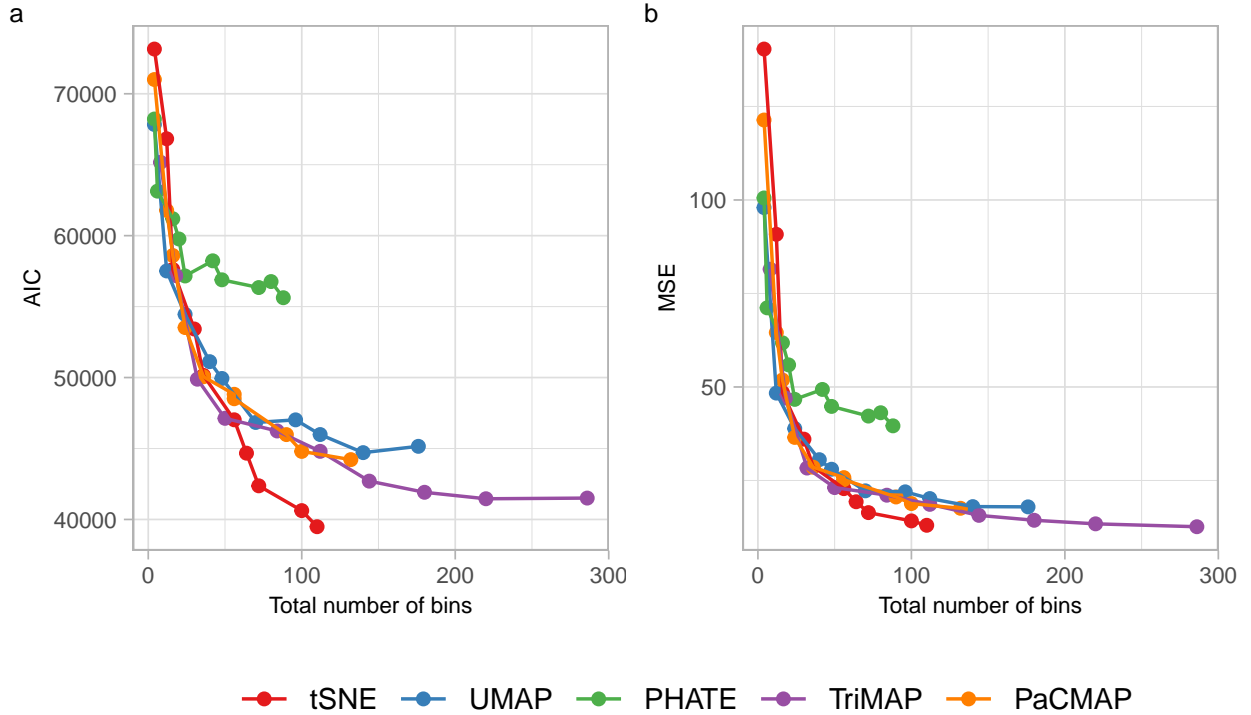 a
b
AIC
70000
60000
50000
40000
0
100
200
300
Total number of bins
MSE
100
50
0
100
200
300
Total number of bins
tSNE UMAP PHATE TriMAP PaCMAP